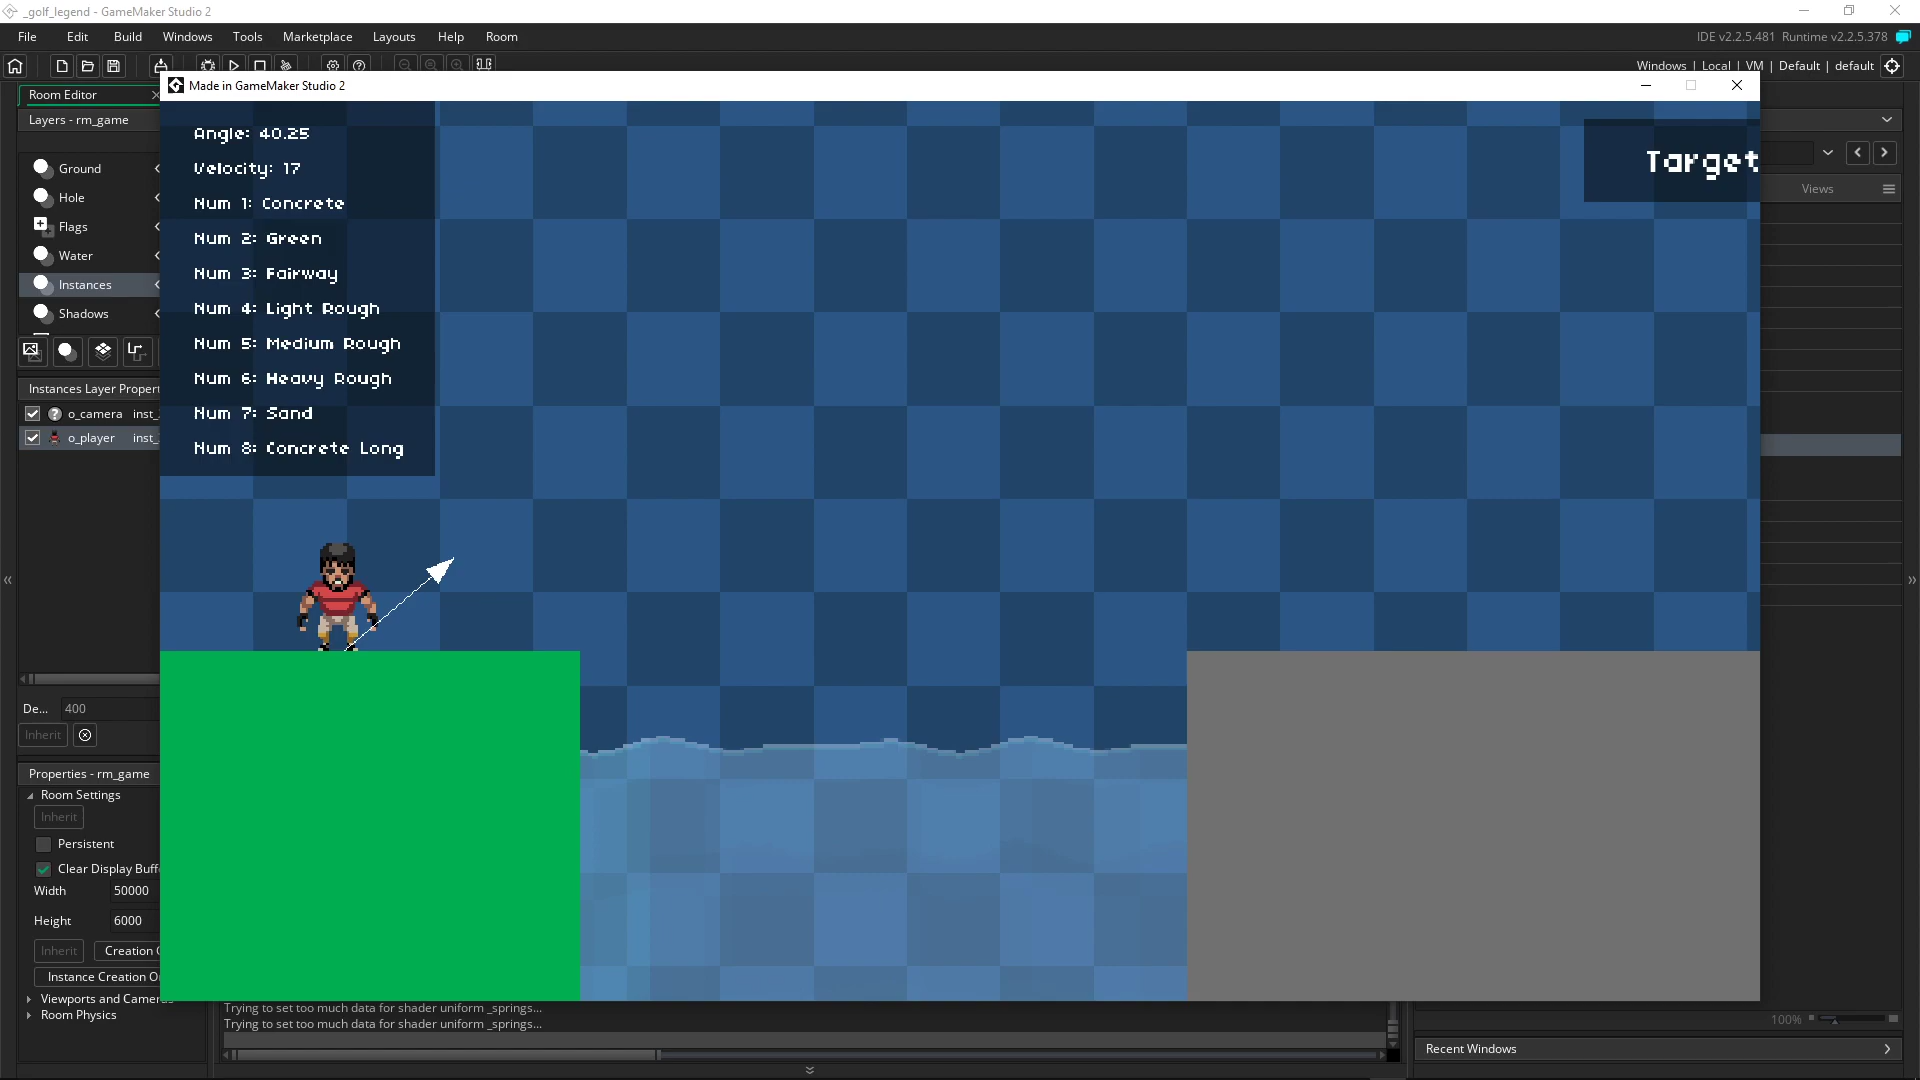 _golf_legend - GameMaker Studio 2
File Edit Build Windows Tools Marketplace Layouts Help Room
IDE v2.2.5.481 Runtime v2.2.5.378
Windows | Local | VM | Default | default
Room Editor
Made in GameMaker Studio 2
Layers - rm_game
Ground
Hole
Flags
Water
Instances
Shadows
Instances Layer Propert
o_camera inst_
o_player inst_
De... 400
Inherit
Properties - rm_game
Room Settings
Inherit
Persistent
Clear Display Buff
Width 50000
Height 6000
Inherit Creation
Instance Creation O
Viewports and Cameras
Room Physics
Angle: 40.25
Velocity: 17
Num 1: Concrete
Num 2: Green
Num 3: Fairway
Num 4: Light Rough
Num 5: Medium Rough
Num 6: Heavy Rough
Num 7: Sand
Num 8: Concrete Long
Target
Views
Trying to set too much data for shader uniform _springs...
Trying to set too much data for shader uniform _springs...
100%
Recent Windows